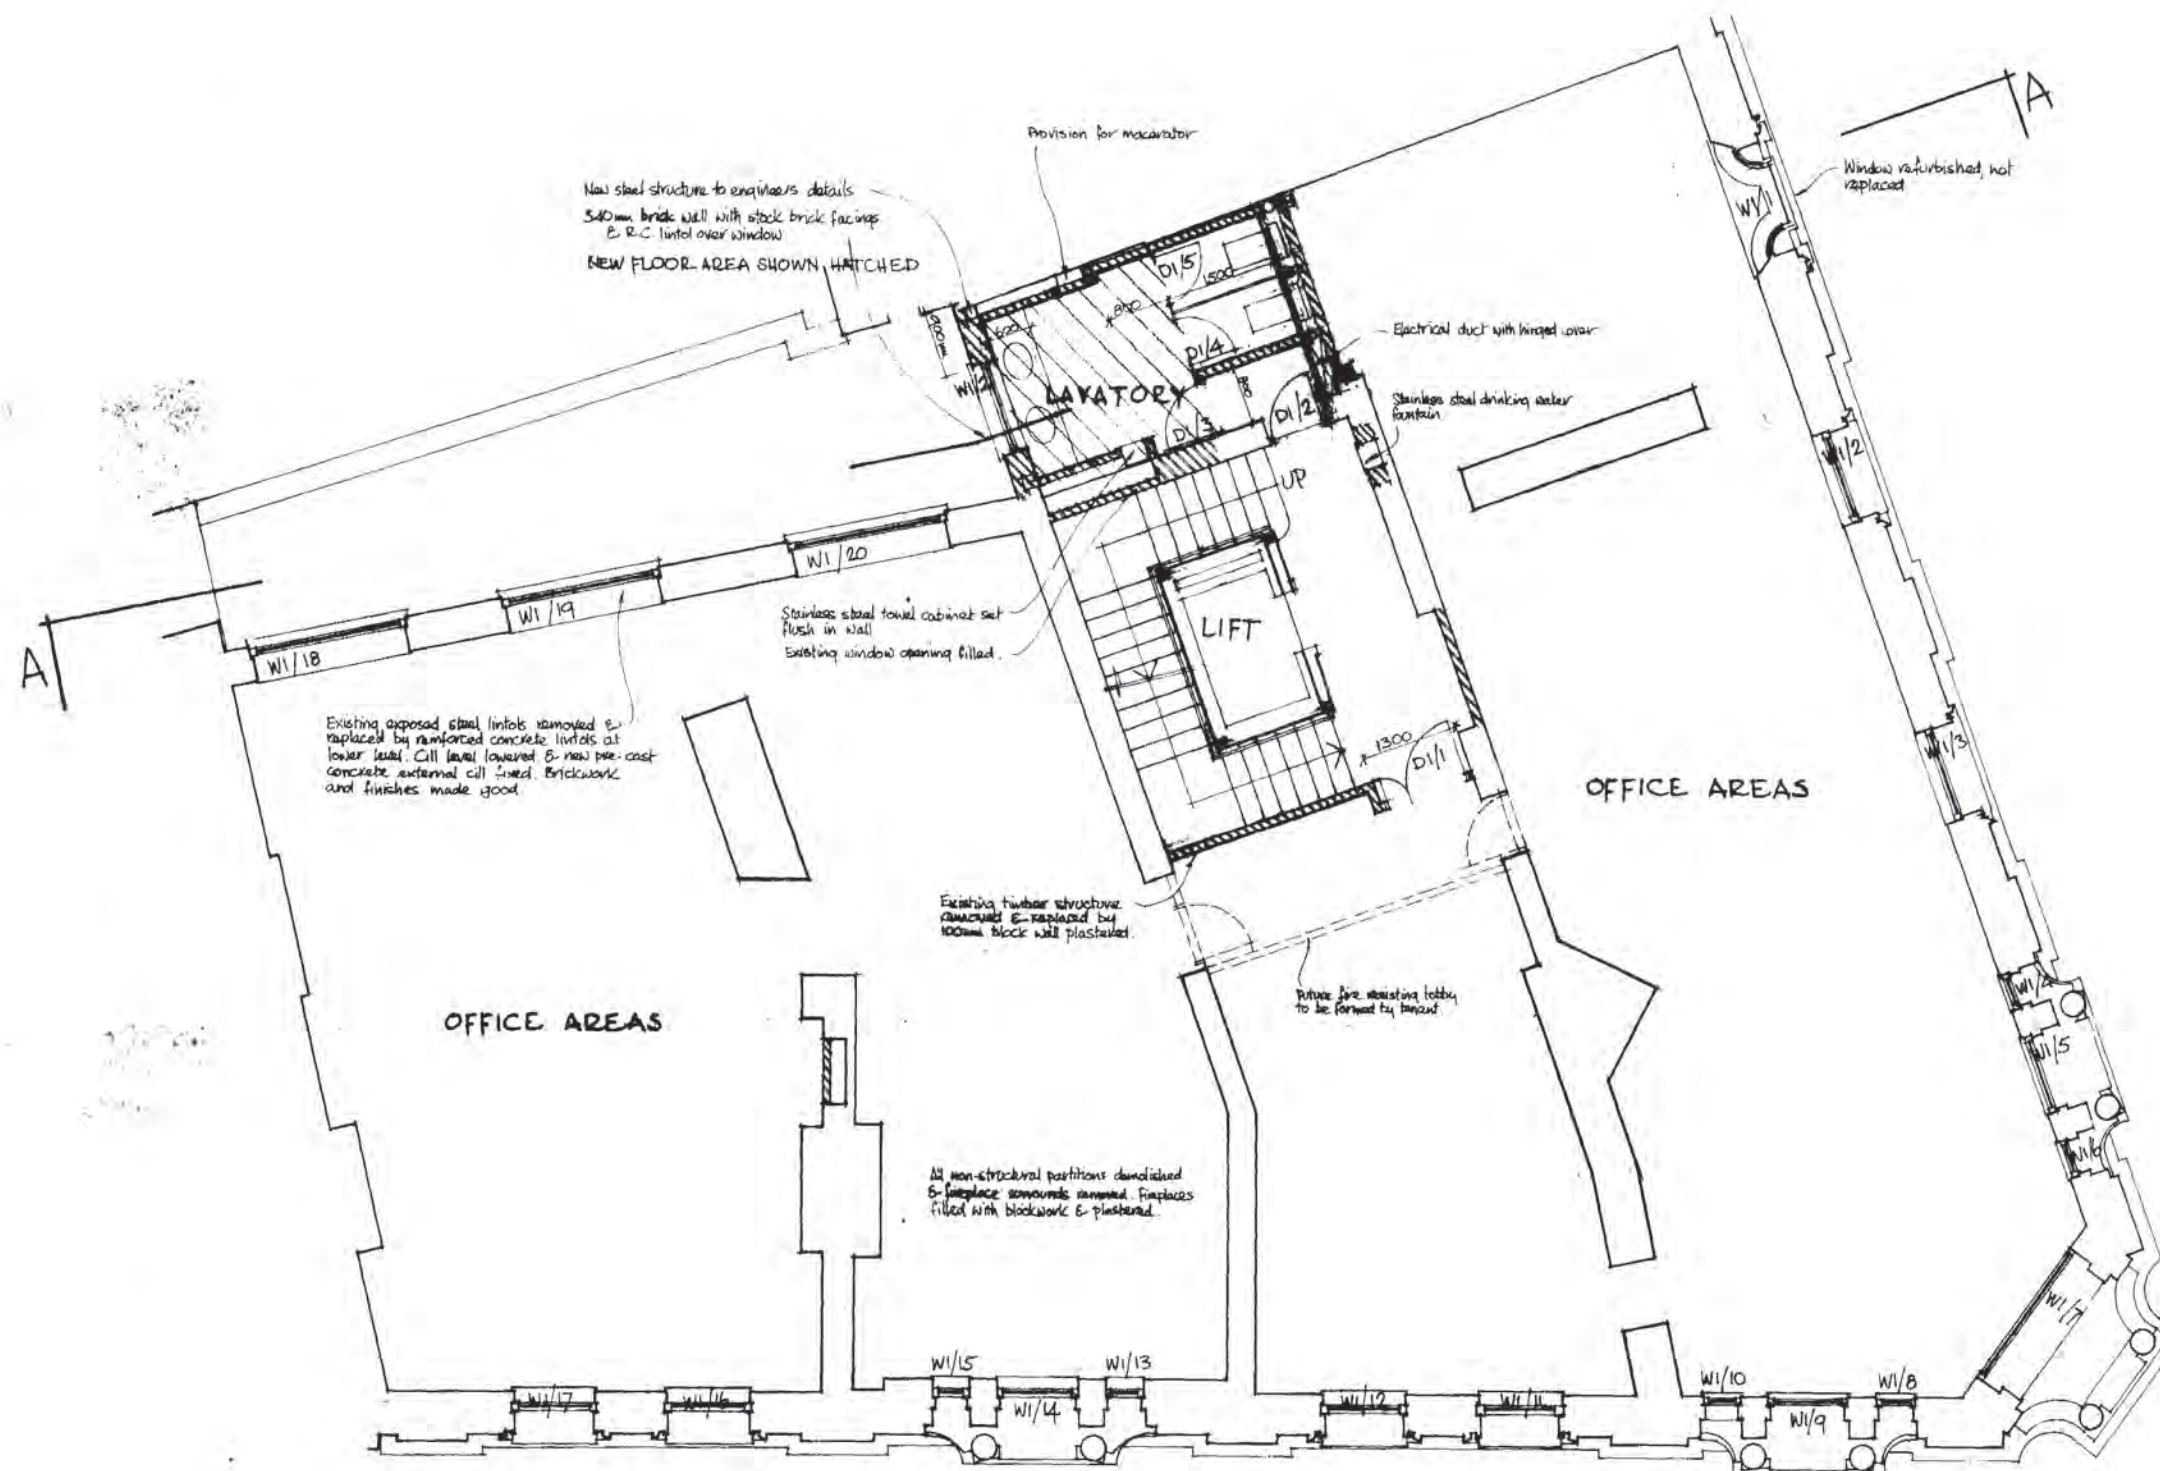 A
Provision for macarator
Window refurbished, not
replaced
New steel structure to engineers details
340mm brick wall with stock brick facings
& R.C. lintol over window
NEW FLOOR AREA SHOWN HATCHED
W1/1
D1/5
1500
800
900
600
Electrical duct with hinged cover
D1/4
W1/2
LAVATORY
900
D1/2
D1/3
Stainless steel drinking water
fountain
W1/2
UP
W1/20
W1/19
W1/18
A
Stainless steel towel cabinet set
flush in wall
Existing window opening filled.
LIFT
Existing exposed steel lintols removed &
replaced by reinforced concrete lintols at
lower level. Cill level lowered & new pre-cast
concrete external cill fixed. Brickwork
and finishes made good
1300
D1/1
W1/3
OFFICE AREAS
Existing timber structure
removed & replaced by
100mm block wall plastered.
Future fire resisting lobby
to be formed by tenant
W1/4
OFFICE AREAS
W1/5
W1/6
All non-structural partitions demolished
& fireplace surrounds removed. Fireplaces
filled with blockwork & plastered.
W1/7
W1/17
W1/16
W1/15
W1/14
W1/13
W1/12
W1/11
W1/10
W1/9
W1/8